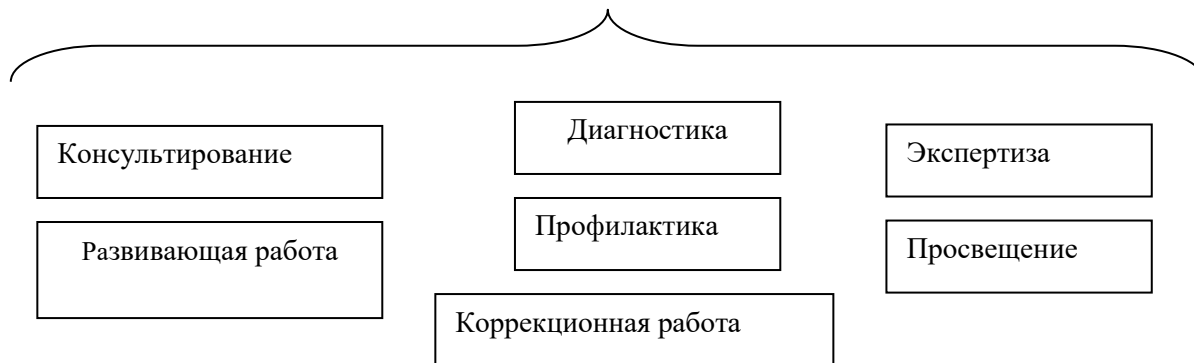 Консультирование
Развивающая работа
Диагностика
Профилактика
Коррекционная работа
Экспертиза
Просвещение